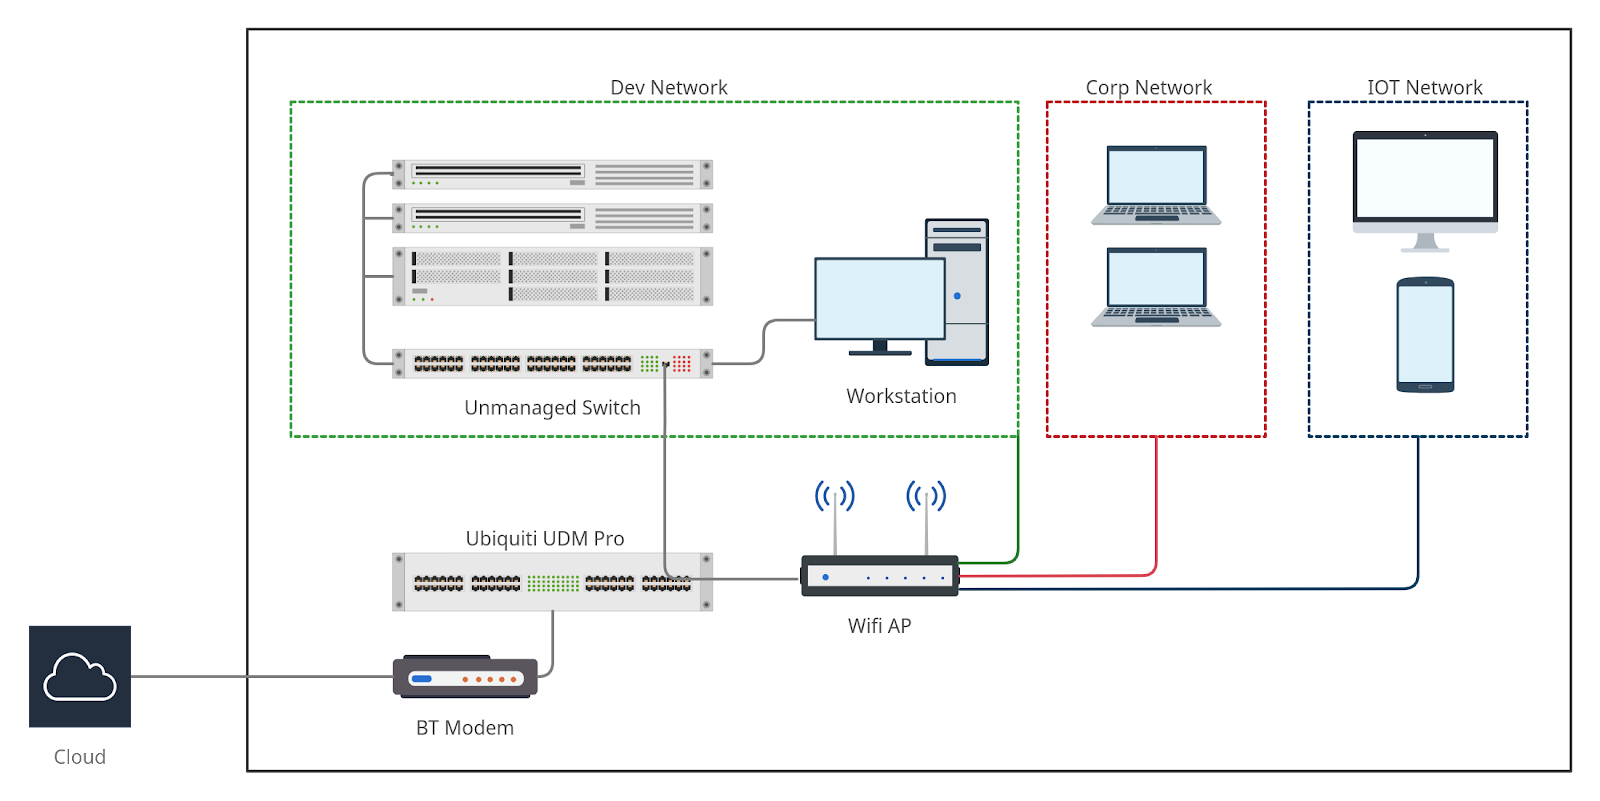 Dev Network
Corp Network
IOT Network
Workstation
Unmanaged Switch
Ubiquiti UDM Pro
Wifi AP
BT Modem
Cloud